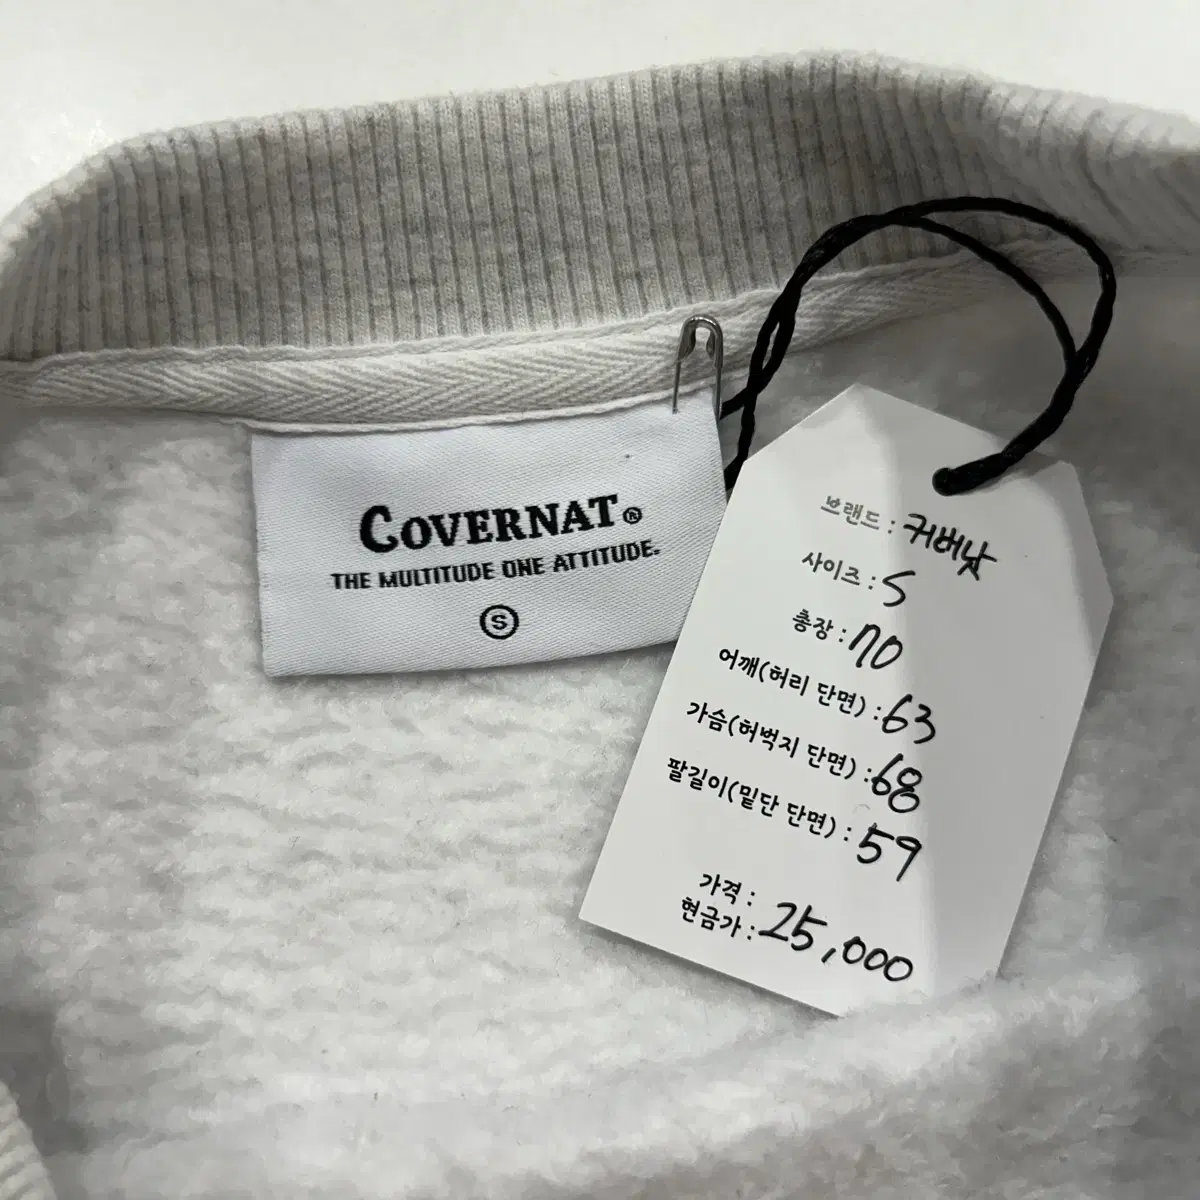 COVERNAT®
THE MULTITUDE ONE ATTITUDE.
S
브랜드 : 커버낫
사이즈 : S
총장 : 70
어깨(허리 단면) : 63
가슴(허벅지 단면) : 68
팔길이(밑단 단면) : 59
가격 :
현금가 : 25,000